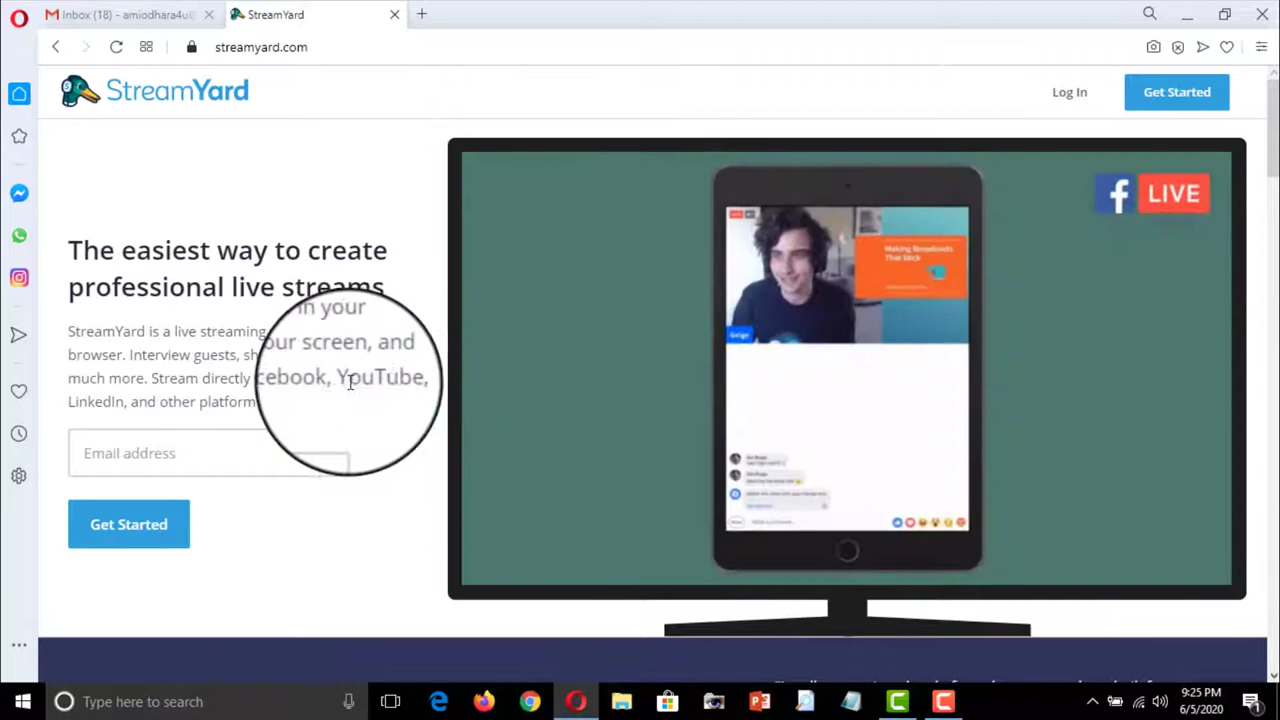 Inbox (18) - amiodhara4u
StreamYard
streamyard.com
StreamYard
Log In
Get Started
f LIVE
Making Broadcasts
That Stick
The easiest way to create
professional live streams
StreamYard is a live streaming in your
browser. Interview guests, sh our screen, and
much more. Stream directly cebook, YouTube,
LinkedIn, and other platform
Email address
Get Started
Type here to search
9:25 PM
6/5/2020
1